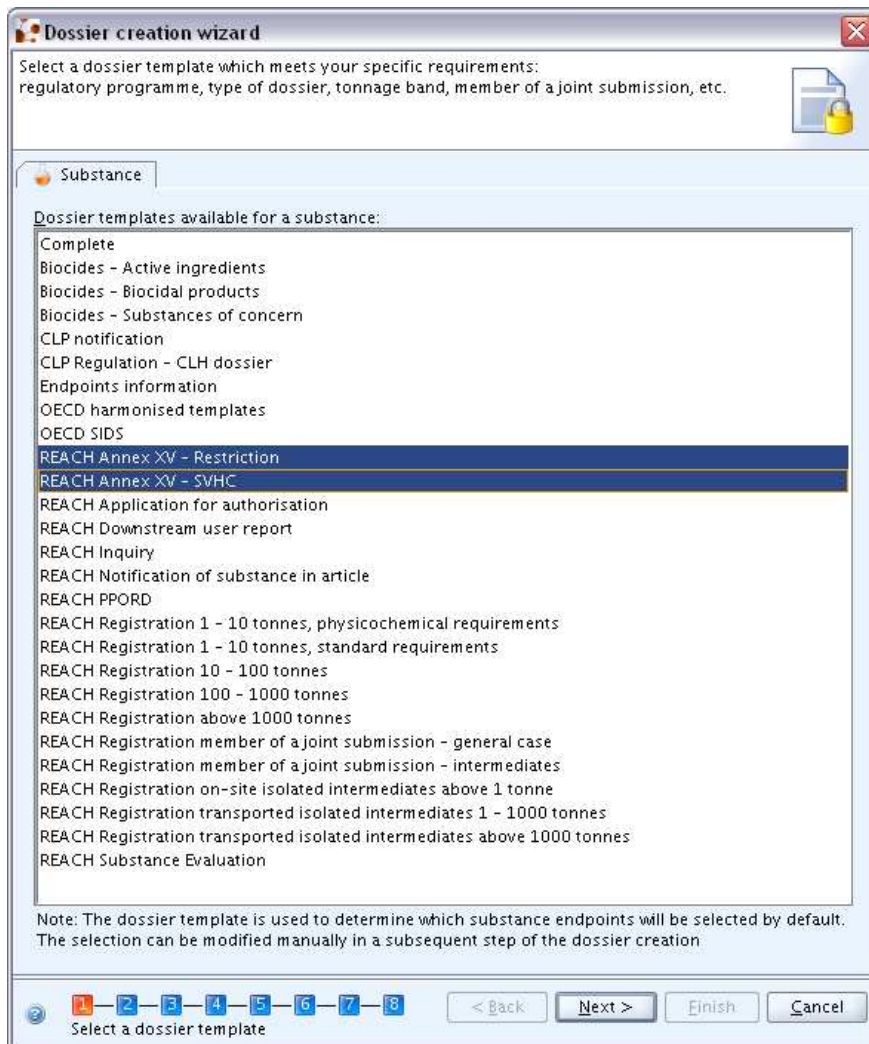 Dossier creation wizard
Select a dossier template which meets your specific requirements:
regulatory programme, type of dossier, tonnage band, member of a joint submission, etc.
Substance
Dossier templates available for a substance:
Complete
Biocides - Active ingredients
Biocides - Biocidal products
Biocides - Substances of concern
CLP notification
CLP Regulation - CLH dossier
Endpoints information
OECD harmonised templates
OECD SIDS
REACH Annex XV - Restriction
REACH Annex XV - SVHC
REACH Application for authorisation
REACH Downstream user report
REACH Inquiry
REACH Notification of substance in article
REACH PPORD
REACH Registration 1 - 10 tonnes, physicochemical requirements
REACH Registration 1 - 10 tonnes, standard requirements
REACH Registration 10 - 100 tonnes
REACH Registration 100 - 1000 tonnes
REACH Registration above 1000 tonnes
REACH Registration member of a joint submission - general case
REACH Registration member of a joint submission - intermediates
REACH Registration on-site isolated intermediates above 1 tonne
REACH Registration transported isolated intermediates 1 - 1000 tonnes
REACH Registration transported isolated intermediates above 1000 tonnes
REACH Substance Evaluation
Note: The dossier template is used to determine which substance endpoints will be selected by default.
The selection can be modified manually in a subsequent step of the dossier creation
1 2 3 4 5 6 7 8
Select a dossier template
< Back Next > Finish Cancel